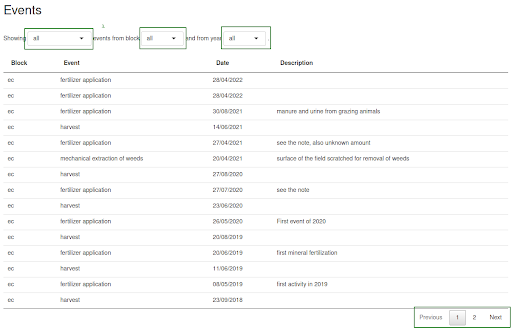 Events
Showing all events from block all and from year all .
Block Event Date Description
ec fertilizer application 28/04/2022
ec fertilizer application 28/04/2022
ec fertilizer application 30/08/2021 manure and urine from grazing animals
ec harvest 14/06/2021
ec fertilizer application 27/04/2021 see the note, also unknown amount
ec mechanical extraction of weeds 20/04/2021 surface of the field scratched for removal of weeds
ec harvest 27/08/2020
ec fertilizer application 27/07/2020 see the note
ec harvest 23/06/2020
ec fertilizer application 26/05/2020 First event of 2020
ec harvest 20/08/2019
ec fertilizer application 20/06/2019 first mineral fertilization
ec harvest 11/06/2019
ec fertilizer application 08/05/2019 first activity in 2019
ec harvest 23/09/2018
Previous 1 2 Next